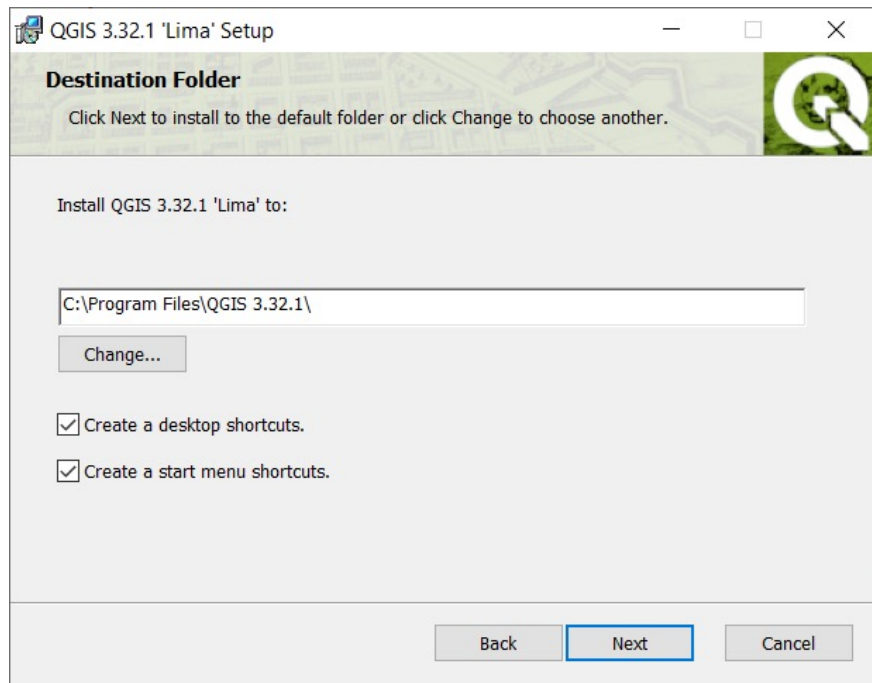 QGIS 3.32.1 'Lima' Setup
Destination Folder
Click Next to install to the default folder or click Change to choose another.
Install QGIS 3.32.1 'Lima' to:
C:\Program Files\QGIS 3.32.1\
Change...
Create a desktop shortcuts.
Create a start menu shortcuts.
Back Next Cancel